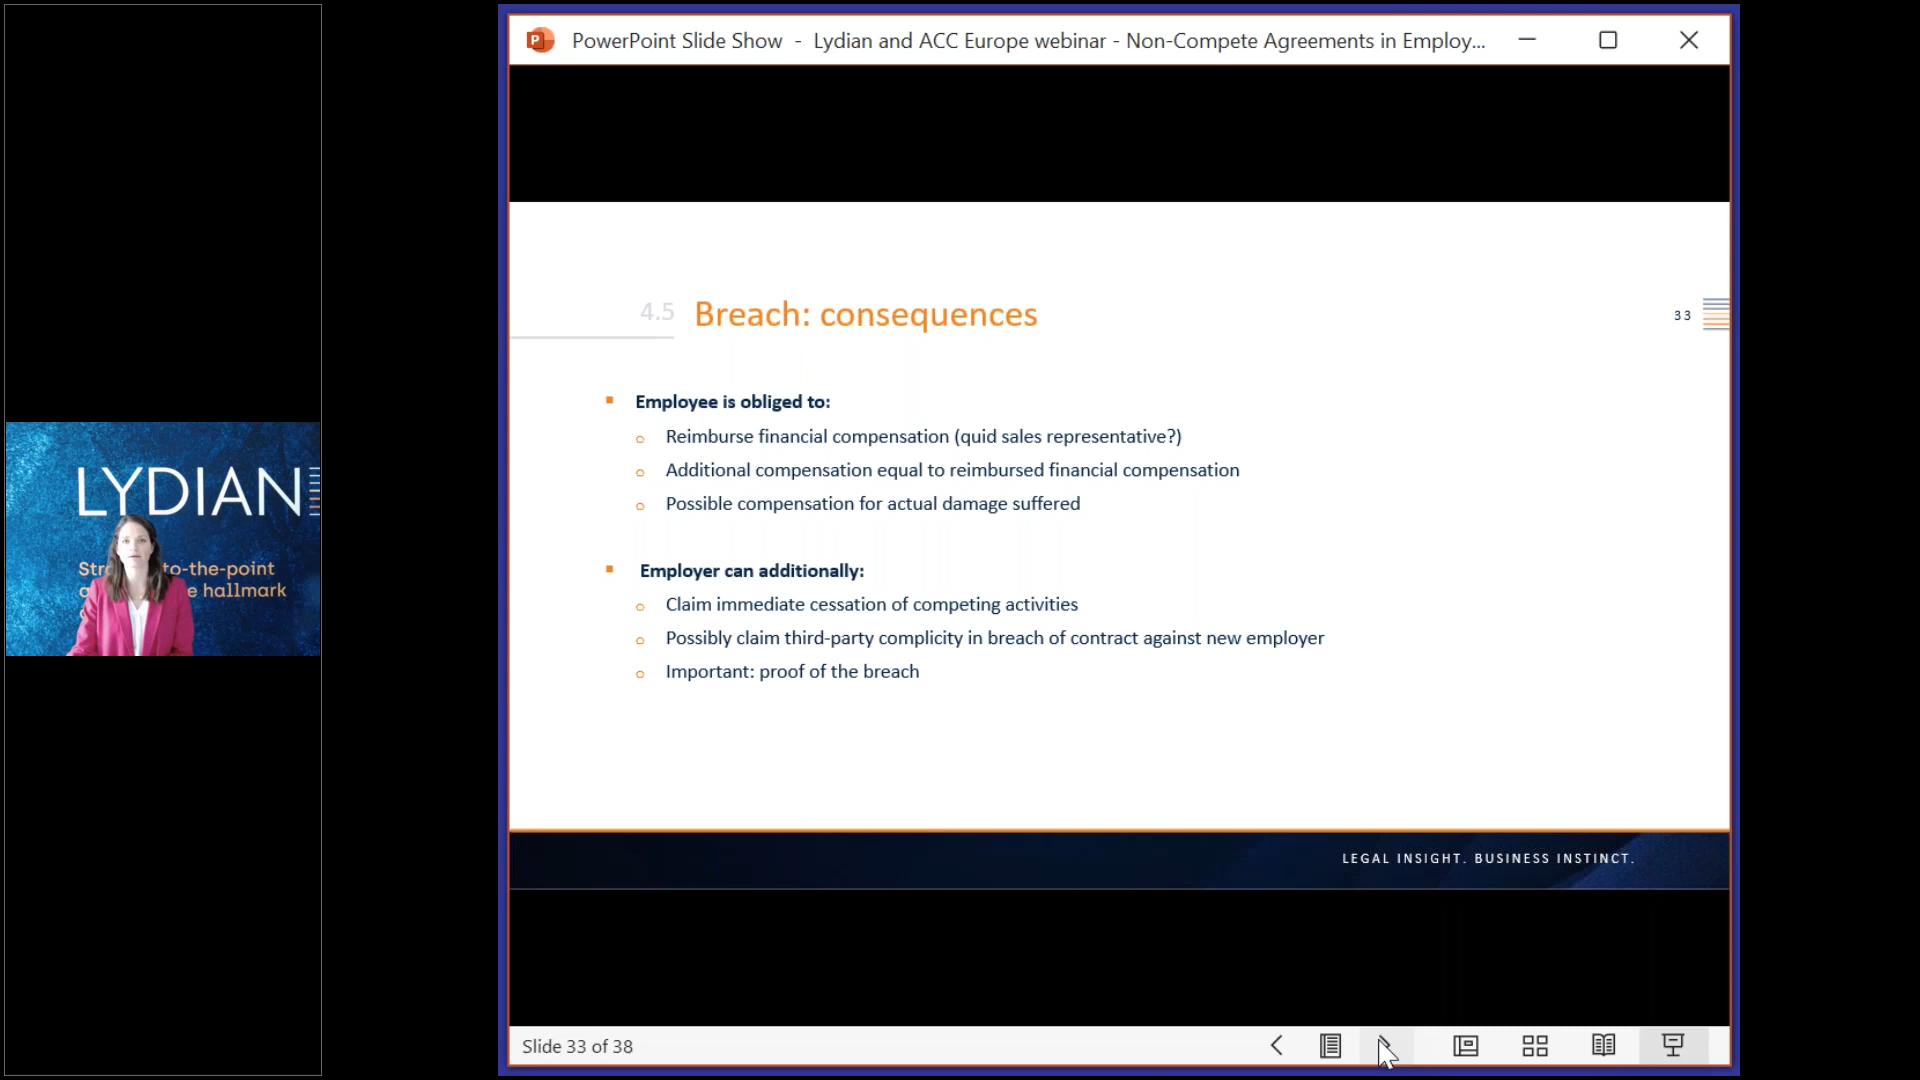 LYDIAN
to-the-point
hallmark
PowerPoint Slide Show - Lydian and ACC Europe webinar - Non-Compete Agreements in Employ...
4.5 Breach: consequences
33
Employee is obliged to:
Reimburse financial compensation (quid sales representative?)
Additional compensation equal to reimbursed financial compensation
Possible compensation for actual damage suffered
Employer can additionally:
Claim immediate cessation of competing activities
Possibly claim third-party complicity in breach of contract against new employer
Important: proof of the breach
LEGAL INSIGHT. BUSINESS INSTINCT.
Slide 33 of 38